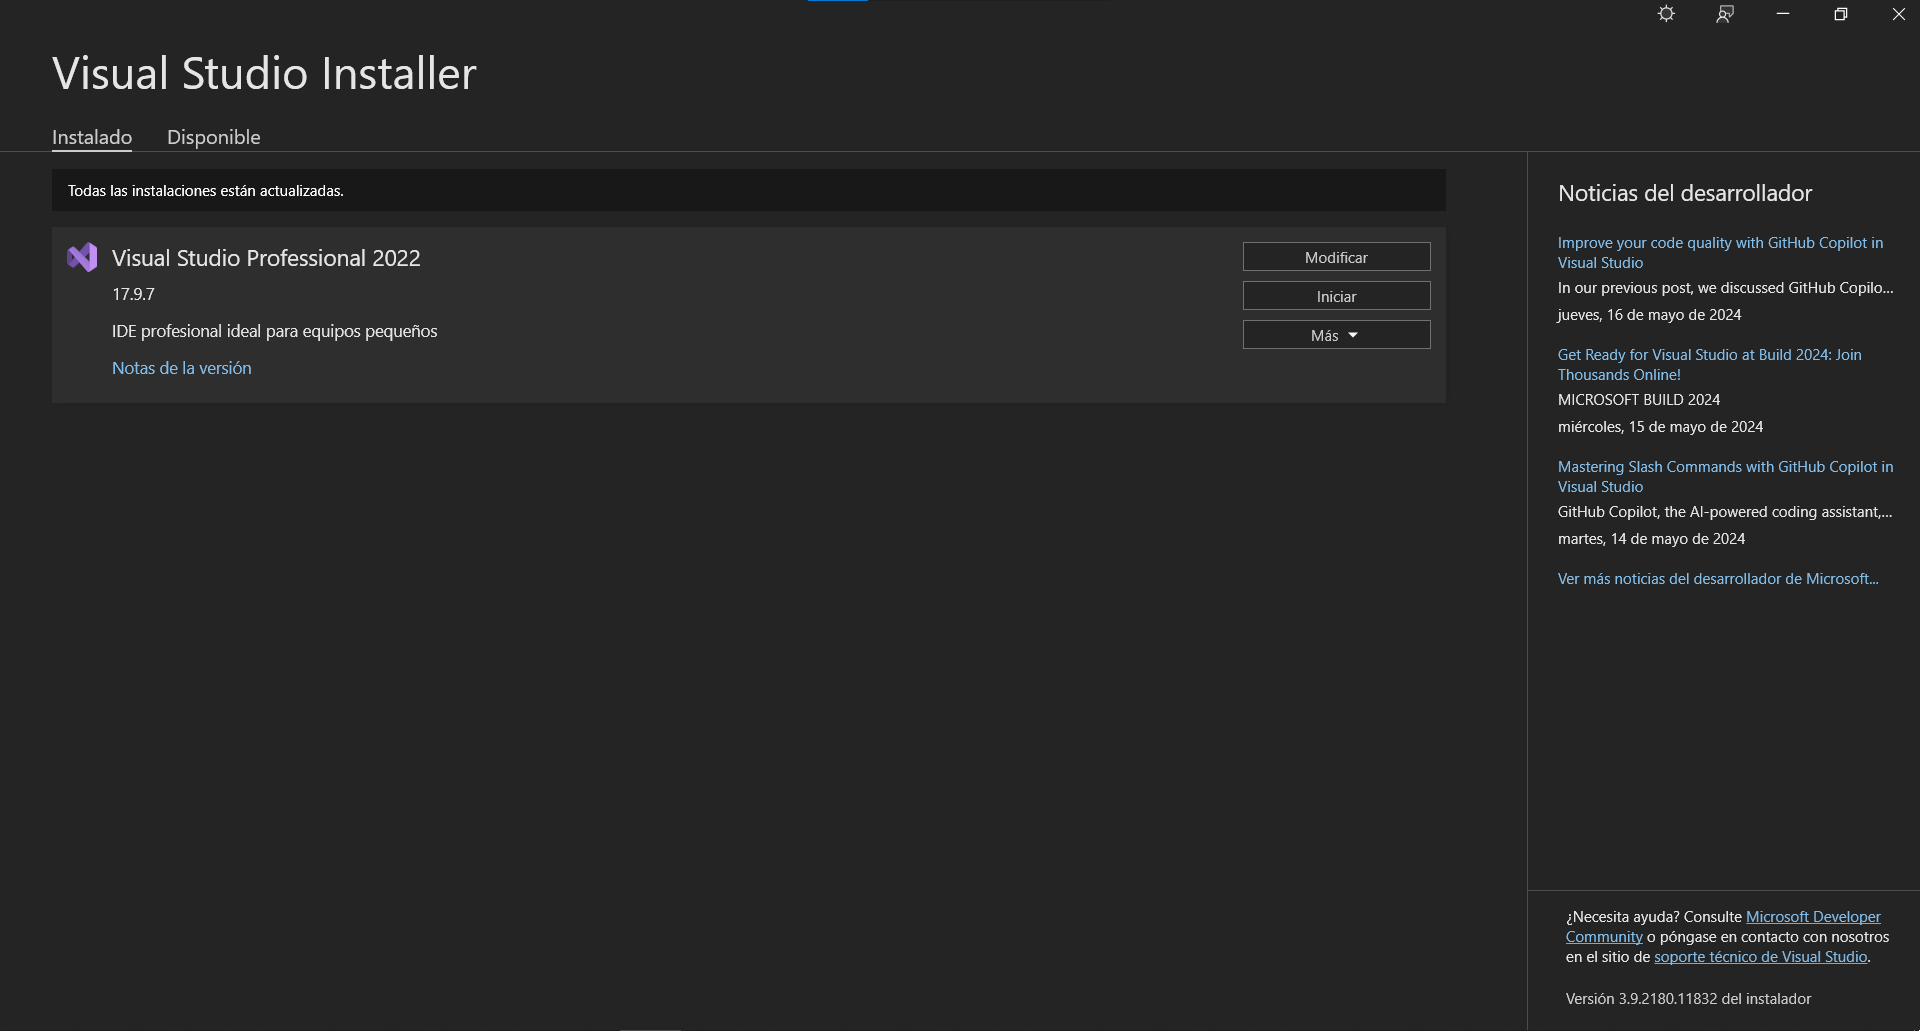 Visual Studio Installer
Instalado
Disponible
Todas las instalaciones están actualizadas.
Visual Studio Professional 2022
17.9.7
IDE profesional ideal para equipos pequeños
Notas de la versión
Modificar
Iniciar
Más
Noticias del desarrollador
Improve your code quality with GitHub Copilot in
Visual Studio
In our previous post, we discussed GitHub Copilo...
jueves, 16 de mayo de 2024
Get Ready for Visual Studio at Build 2024: Join
Thousands Online!
MICROSOFT BUILD 2024
miércoles, 15 de mayo de 2024
Mastering Slash Commands with GitHub Copilot in
Visual Studio
GitHub Copilot, the AI-powered coding assistant,...
martes, 14 de mayo de 2024
Ver más noticias del desarrollador de Microsoft...
¿Necesita ayuda? Consulte Microsoft Developer
Community o póngase en contacto con nosotros
en el sitio de soporte técnico de Visual Studio.
Versión 3.9.2180.11832 del instalador